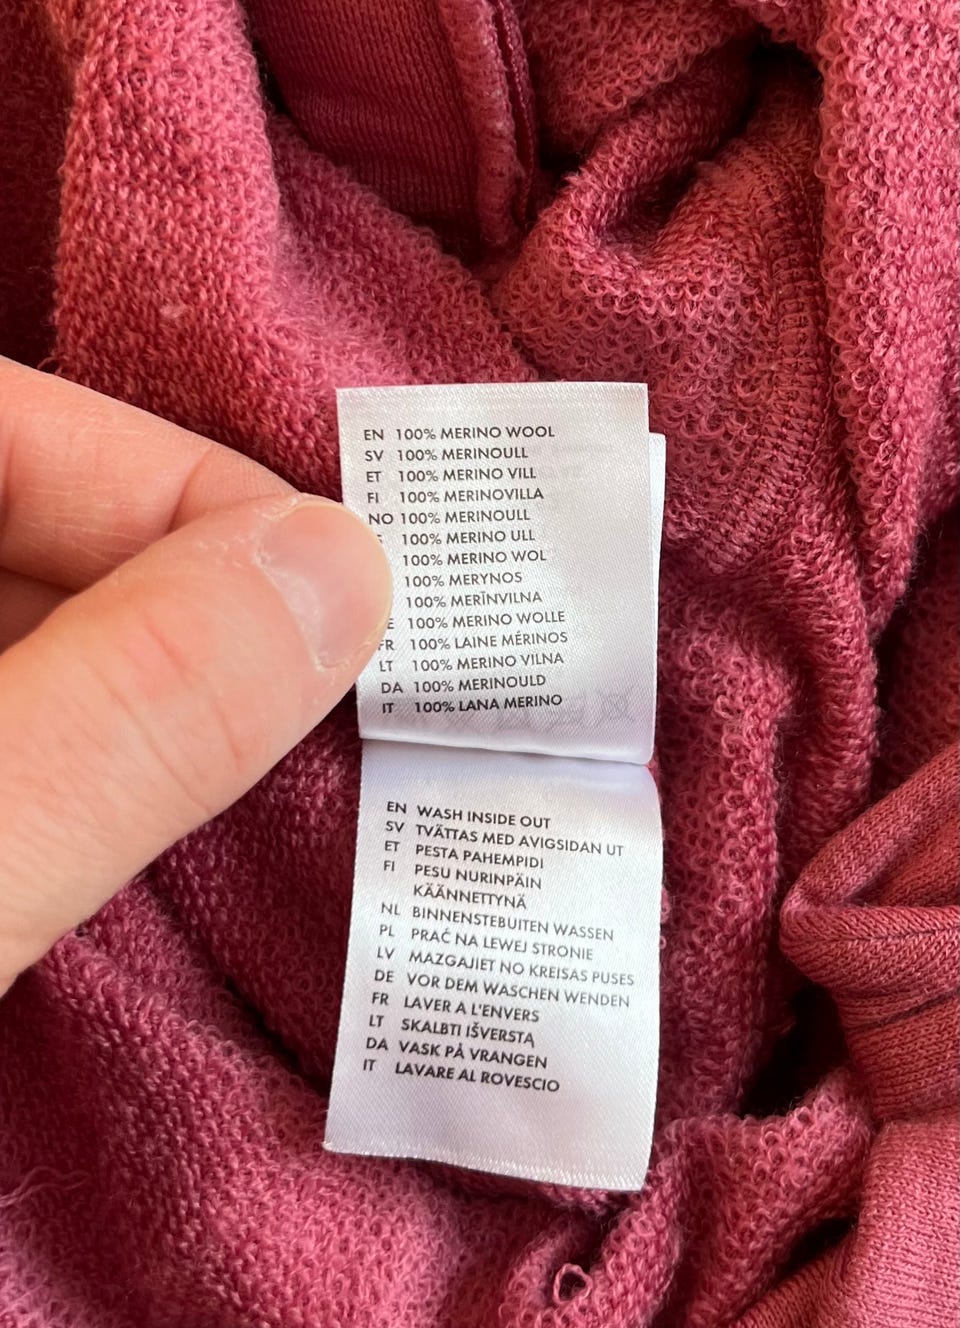 EN 100% MERINO WOOL
SV 100% MERINOULL
ET 100% MERINO VILL
FI 100% MERINOVILLA
NO 100% MERINOULL
100% MERINO ULL
100% MERINO WOL
100% MERYNOS
100% MERĪNVILNA
E 100% MERINO WOLLE
FR 100% LAINE MÉRINOS
LT 100% MERINO VILNA
DA 100% MERINOULD
IT 100% LANA MERINO
EN WASH INSIDE OUT
SV TVÄTTAS MED AVIGSIDAN UT
ET PESTA PAHEMPIDI
FI PESU NURINPÄIN
KÄÄNNETTYNÄ
NL BINNENSTEBUITEN WASSEN
PL PRAĆ NA LEWEJ STRONIE
LV MAZGAJIET NO KREISAS PUSES
DE VOR DEM WASCHEN WENDEN
FR LAVER A L'ENVERS
LT SKALBTI IŠVERSTĄ
DA VASK PÅ VRANGEN
IT LAVARE AL ROVESCIO